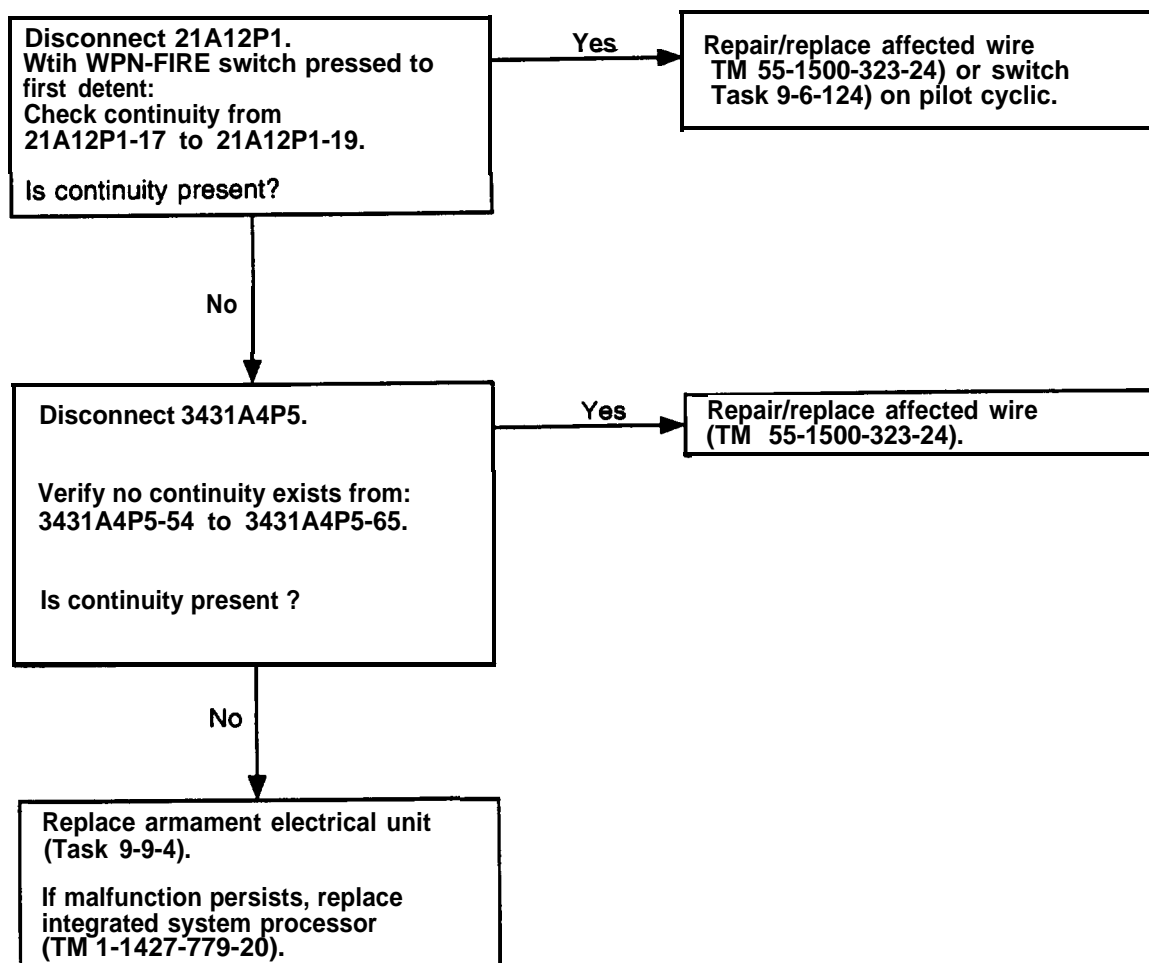 Disconnect 21A12P1.
Wtih WPN-FIRE switch pressed to
first detent:
Check continuity from
21A12P1-17 to 21A12P1-19.
Is continuity present?
Yes
Repair/replace affected wire
TM 55-1500-323-24) or switch
Task 9-6-124) on pilot cyclic.
No
Disconnect 3431A4P5.
Verify no continuity exists from:
3431A4P5-54 to 3431A4P5-65.
Is continuity present ?
Yes
Repair/replace affected wire
(TM 55-1500-323-24).
No
Replace armament electrical unit
(Task 9-9-4).
If malfunction persists, replace
integrated system processor
(TM 1-1427-779-20).